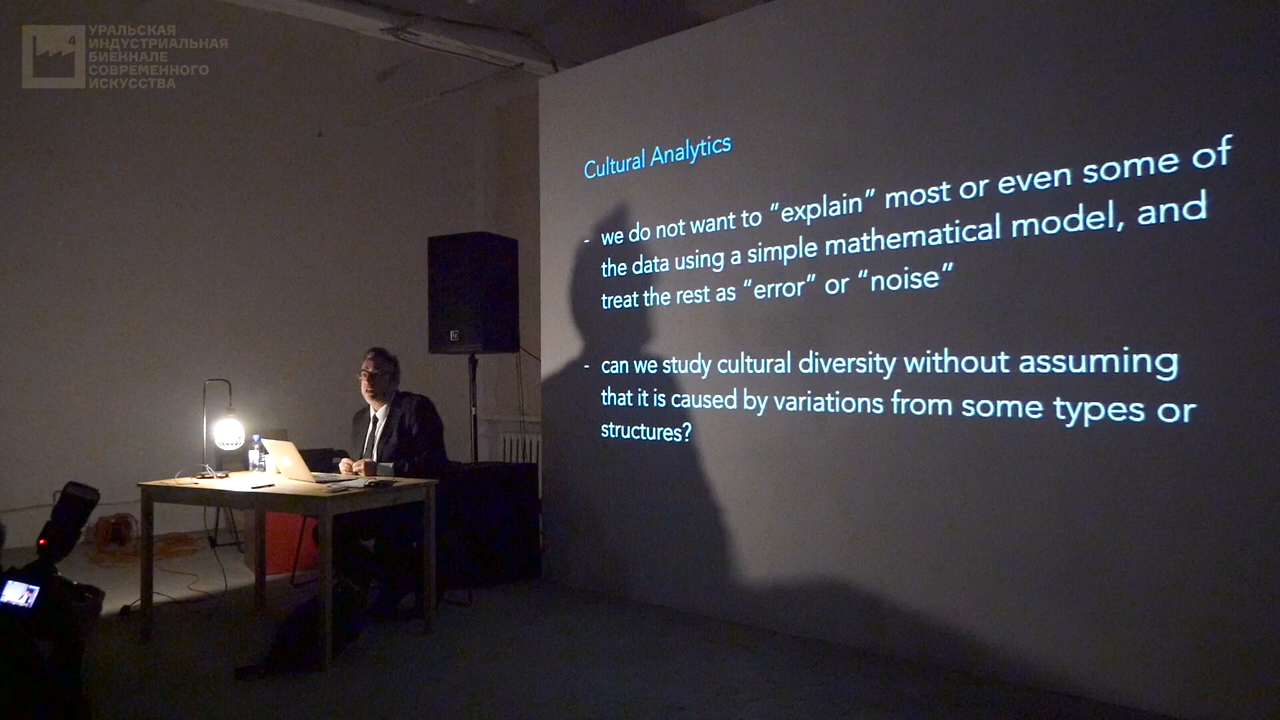 4
УРАЛЬСКАЯ
ИНДУСТРИАЛЬНАЯ
БИЕННАЛЕ
СОВРЕМЕННОГО
ИСКУССТВА
Cultural Analytics
- we do not want to “explain” most or even some of
the data using a simple mathematical model, and
treat the rest as “error” or “noise”
- can we study cultural diversity without assuming
that it is caused by variations from some types or
structures?